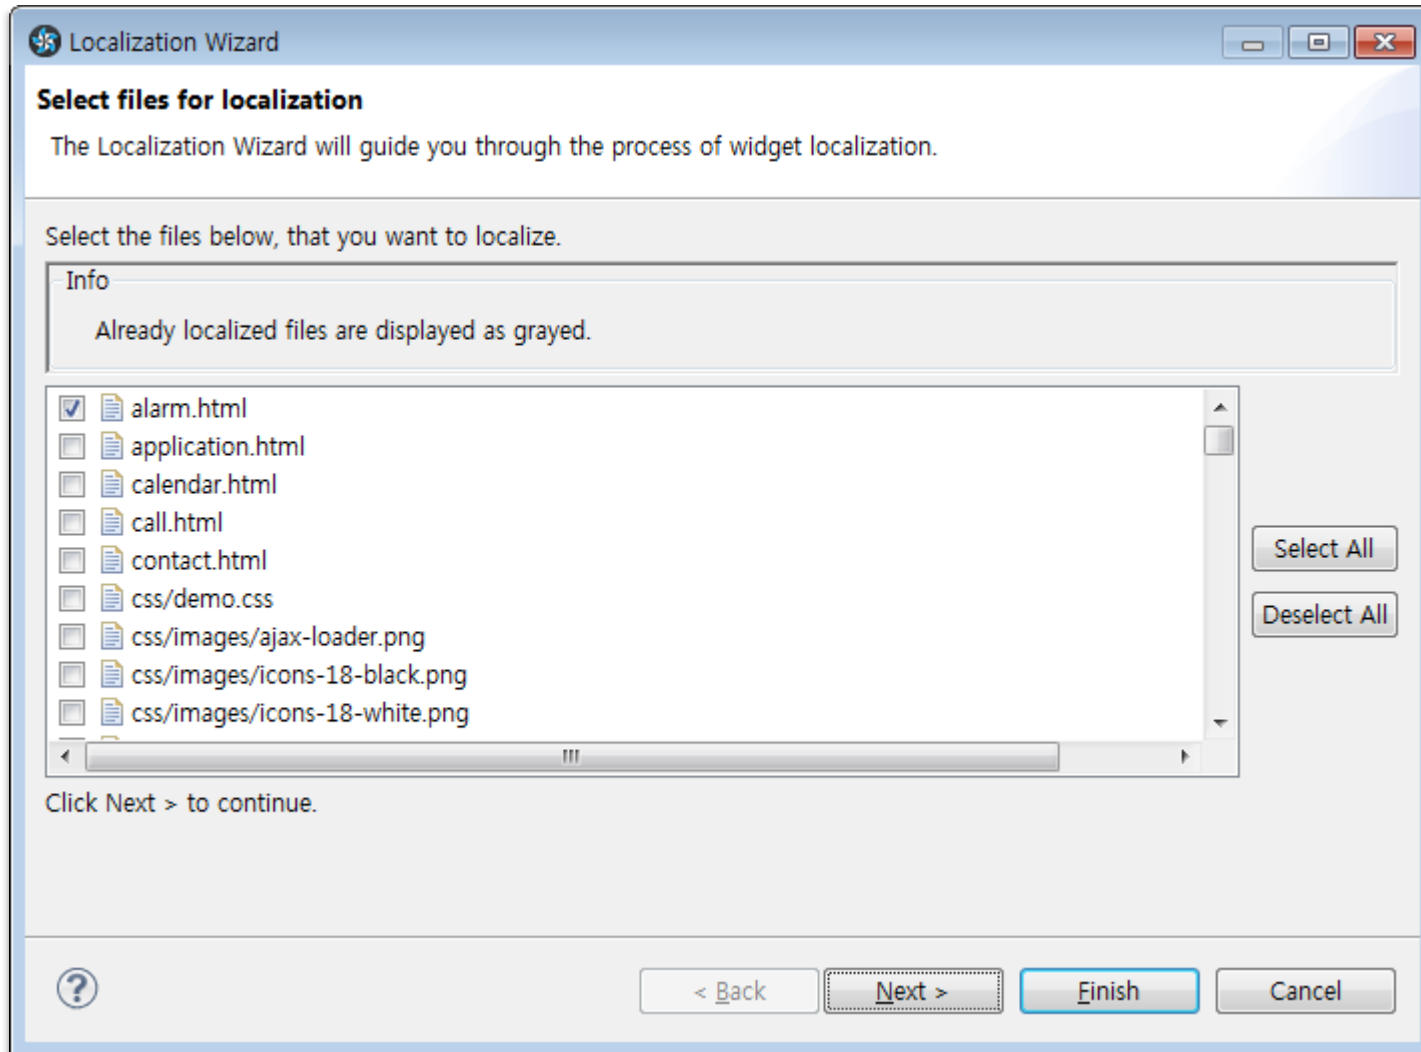 Localization Wizard
Select files for localization
The Localization Wizard will guide you through the process of widget localization.
Select the files below, that you want to localize.
Info
Already localized files are displayed as grayed.
alarm.html
application.html
calendar.html
call.html
contact.html
css/demo.css
css/images/ajax-loader.png
css/images/icons-18-black.png
css/images/icons-18-white.png
Select All
Deselect All
Click Next > to continue.
< Back
Next >
Finish
Cancel